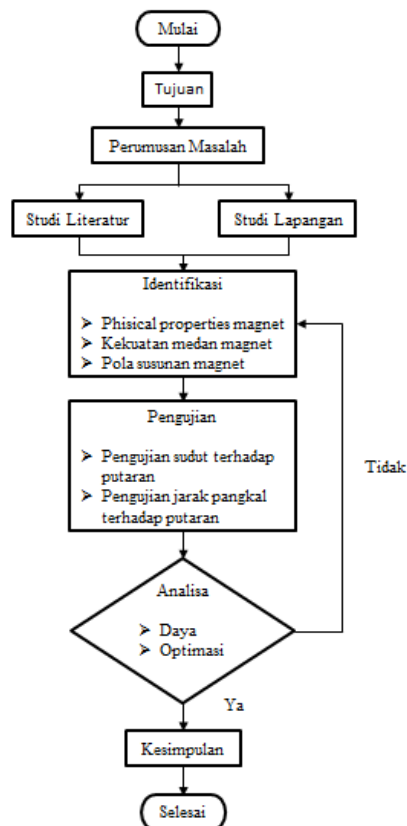 Mulai
Tujuan
Perumusan Masalah
Studi Literatur
Studi Lapangan
Identifikasi
➢ Phisical properties magnet
➢ Kekuatan medan magnet
➢ Pola susunan magnet
Pengujian
➢ Pengujian sudut terhadap
putaran
➢ Pengujian jarak pangkal
terhadap putaran
Tidak
Analisa
➢ Daya
➢ Optimasi
Ya
Kesimpulan
Selesai